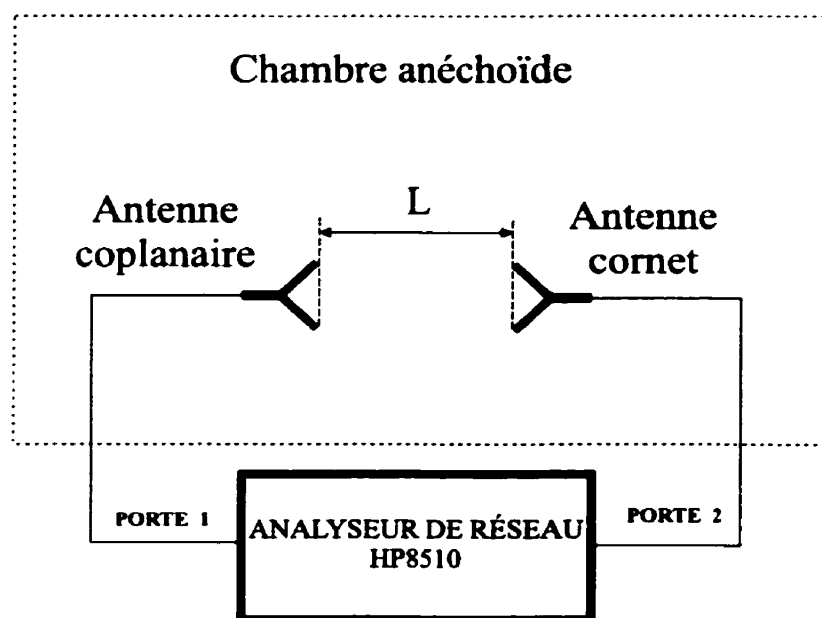 Chambre anéchoïde
L
Antenne
coplanaire
Antenne
cornet
PORTE 1
PORTE 2
ANALYSEUR DE RÉSEAU
HP8510